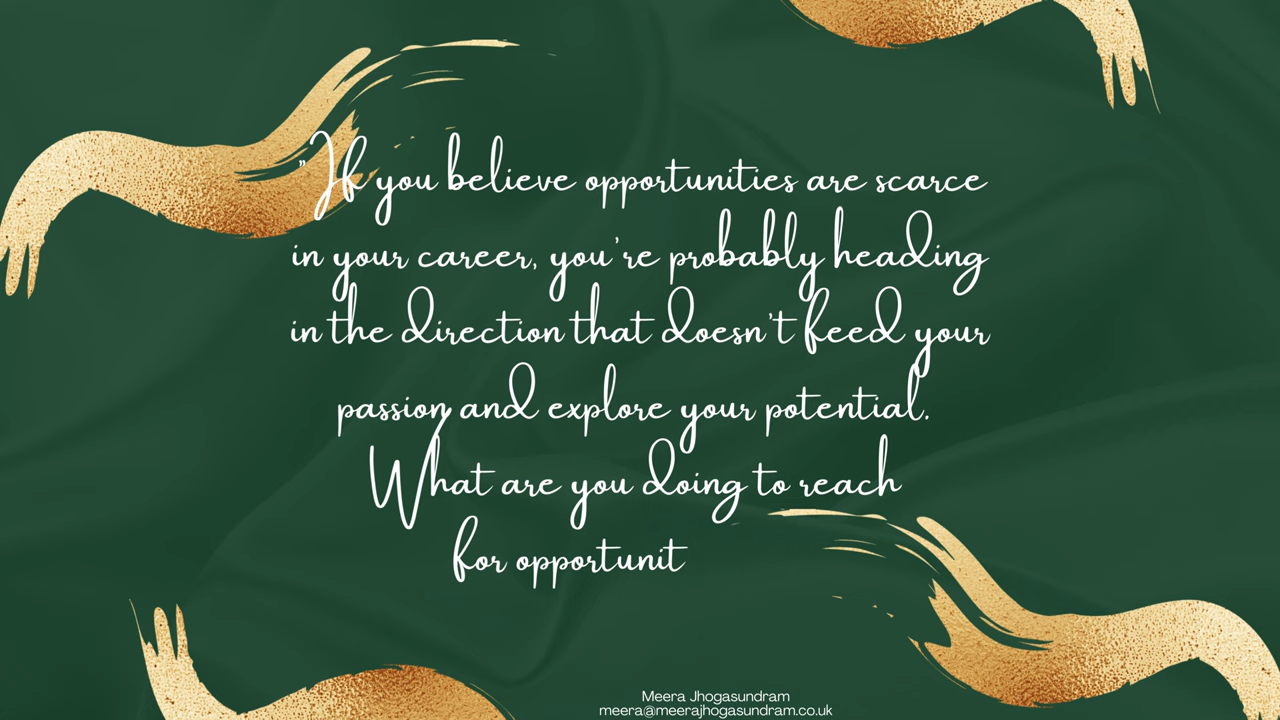 "If you believe opportunities are scarce
in your career, you're probably heading
in the direction that doesn't feed your
passion and explore your potential.
What are you doing to reach
for opportunit
Meera Jhogasundram
meera@meerajhogasundram.co.uk